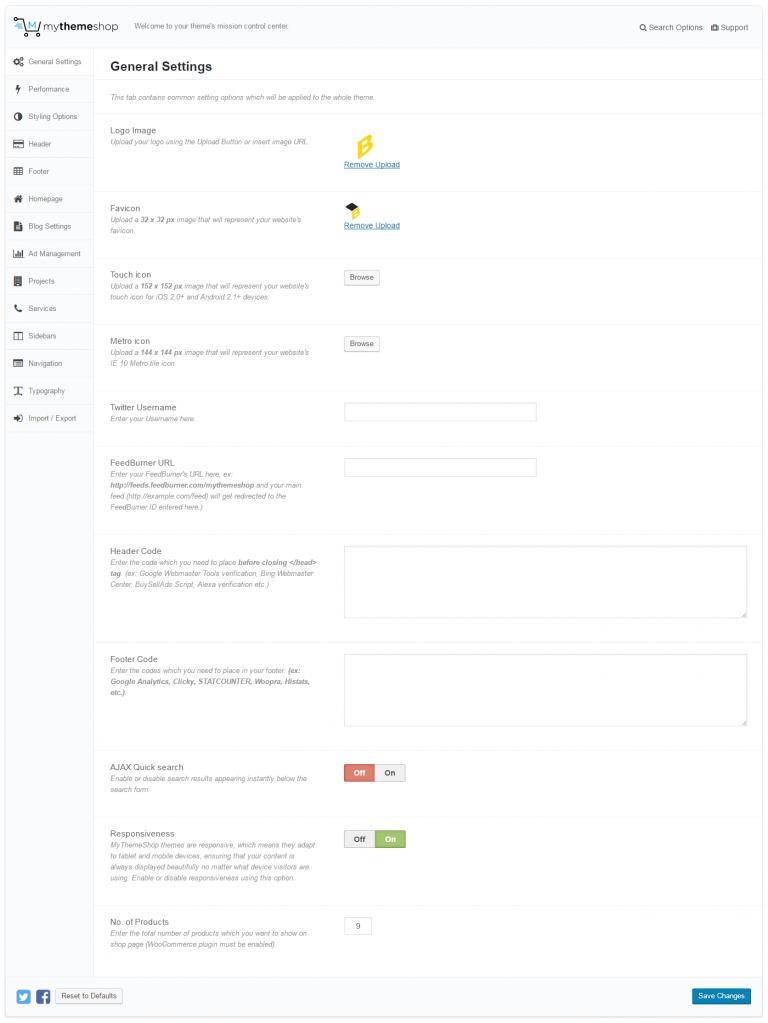 M
mythemeshop
Welcome to your theme's mission control center.
Search Options
Support
General Settings
Performance
Styling Options
Header
Footer
Homepage
Blog Settings
Ad Management
Projects
Services
Sidebars
Navigation
Typography
Import / Export
General Settings
This tab contains common setting options which will be applied to the whole theme.
Logo Image
Upload your logo using the Upload Button or insert image URL.
Remove Upload
Favicon
Upload a 32 x 32 px image that will represent your website's
favicon.
Remove Upload
Touch icon
Upload a 152 x 152 px image that will represent your website's
touch icon for iOS 2.0+ and Android 2.1+ devices.
Browse
Metro icon
Upload a 144 x 144 px image that will represent your website's
IE 10 Metro tile icon.
Browse
Twitter Username
Enter your Username here.
FeedBurner URL
Enter your FeedBurner's URL here, ex:
http://feeds.feedburner.com/mythemeshop and your main
feed (http://example.com/feed) will get redirected to the
FeedBurner ID entered here.)
Header Code
Enter the code which you need to place before closing </head>
tag. (ex: Google Webmaster Tools verification, Bing Webmaster
Center, BuySellAds Script, Alexa verification etc.)
Footer Code
Enter the codes which you need to place in your footer. (ex:
Google Analytics, Clicky, STATCOUNTER, Woopra, Histats,
etc.).
AJAX Quick search
Enable or disable search results appearing instantly below the
search form
Off
On
Responsiveness
MyThemeShop themes are responsive, which means they adapt
to tablet and mobile devices, ensuring that your content is
always displayed beautifully no matter what device visitors
are using. Enable or disable responsiveness using this option.
Off
On
No. of Products
Enter the total number of products which you want to show on
shop page (WooCommerce plugin must be enabled).
9
Reset to Defaults
Save Changes